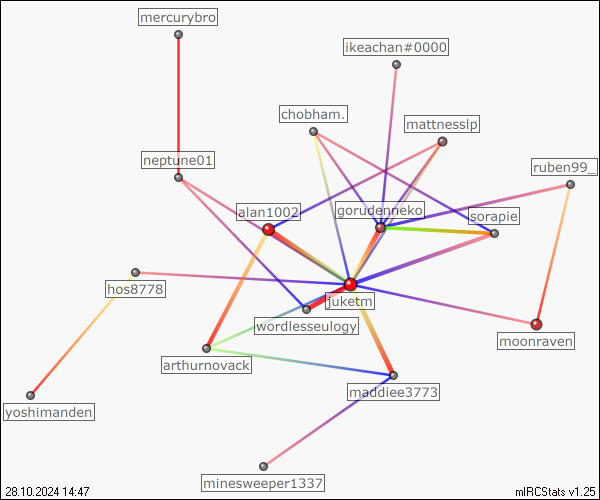 mercurybro
ikeachan#0000
chobham.
mattnesslp
neptune01
ruben99_
alan1002
gorudenneko
sorapie
hos8778
juketm
wordlesseulogy
moonraven
arthurnovack
maddiee3773
yoshimanden
minesweeper1337
28.10.2024 14:47
mIRCStats v1.25